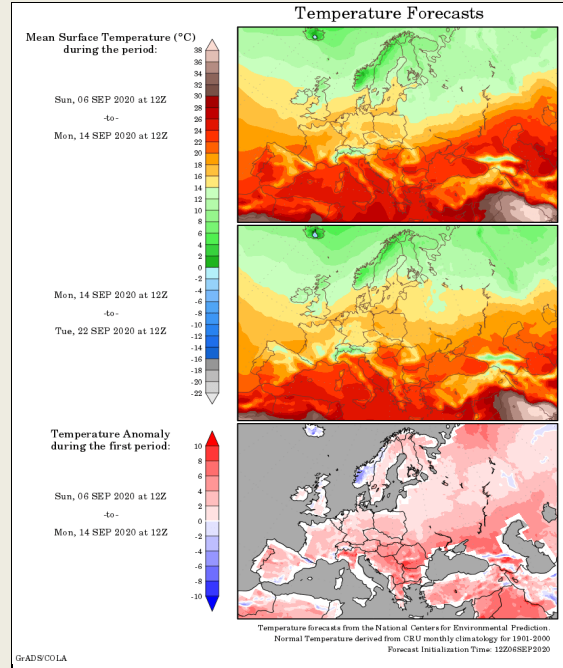 Temperature Forecasts
Mean Surface Temperature (°C)
during the period:
Sun, 06 SEP 2020 at 12Z
-to-
Mon, 14 SEP 2020 at 12Z
38
36
34
32
30
28
26
24
22
20
18
16
14
12
10
8
6
4
2
0
-2
-4
-6
-8
-10
-12
-14
-16
-18
-20
-22
Mon, 14 SEP 2020 at 12Z
-to-
Tue, 22 SEP 2020 at 12Z
Temperature Anomaly
during the first period:
Sun, 06 SEP 2020 at 12Z
-to-
Mon, 14 SEP 2020 at 12Z
10
8
6
4
2
0
-2
-4
-6
-8
-10
Temperature forecasts from the National Centers for Environmental Prediction.
Normal Temperature derived from CRU monthly climatology for 1901-2000
Forecast Initialization Time: 12Z06SEP2020
GrADS/COLA